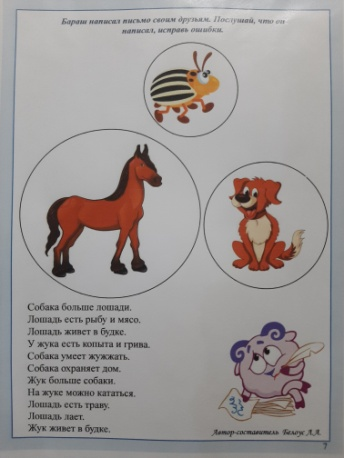 Бараш написал письмо своим друзьям. Послушай, что он
написал, исправь ошибки.
Собака больше лошади.
Лошадь есть рыбу и мясо,
Лошадь живет в будке.
У жука есть копыта и грива.
Собака умеет жужжать.
Собака охраняет дом.
Жук больше собаки.
На жуке можно кататься.
Лошадь есть траву.
Лошадь лает.
Жук живет в будке.
Автор-составитель Белоус Л.А.
7